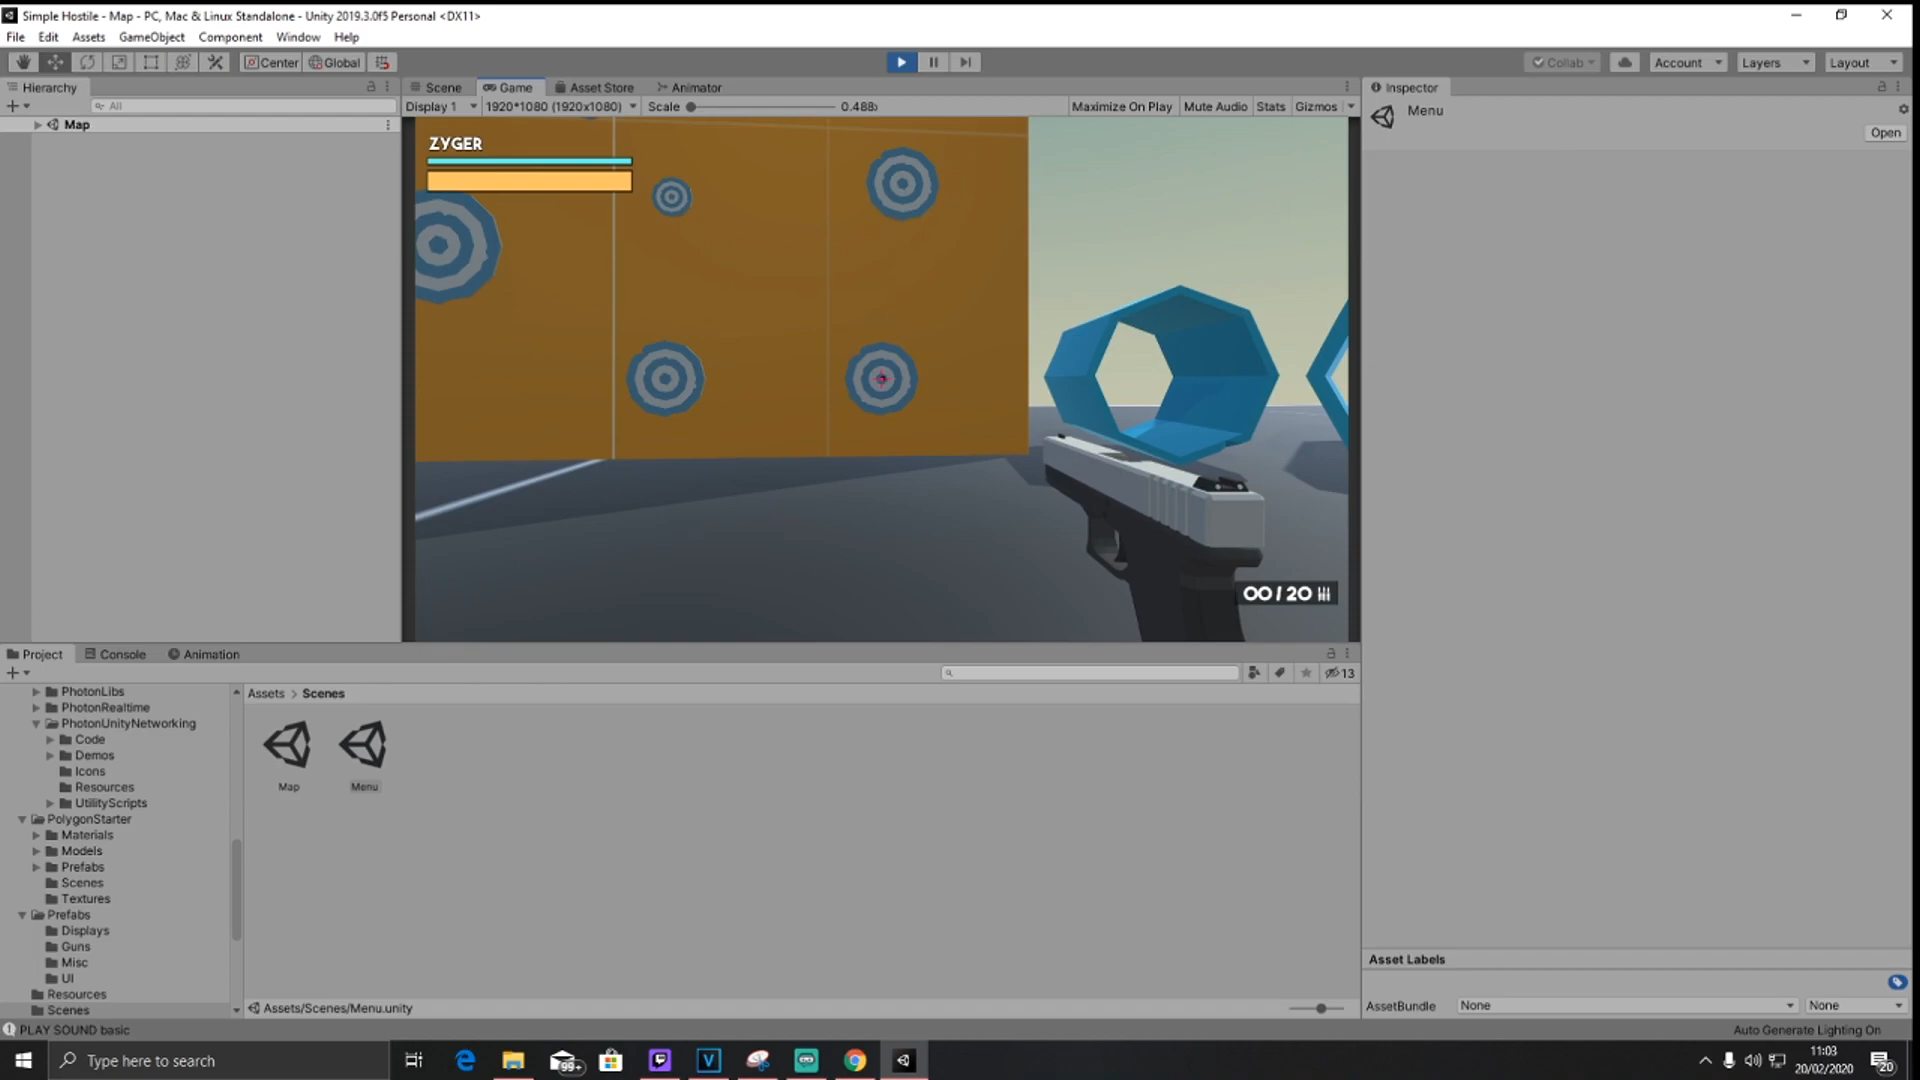 Simple Hostile - Map - PC, Mac & Linux Standalone - Unity 2019.3.0f5 Personal <DX11>
File Edit Assets GameObject Component Window Help
Center Global Collab Account Layers Layout
Hierarchy Scene Game Asset Store Animator Inspector
All Display 1 1920*1080 (1920x1080) Scale 0.488x Maximize On Play Mute Audio Stats Gizmos Menu
Map
Open
ZYGER
00/20
Project Console Animation
13
PhotonLibs
PhotonRealtime
PhotonUnityNetworking
Code
Demos
Icons
Resources
UtilityScripts
PolygonStarter
Materials
Models
Prefabs
Scenes
Textures
Prefabs
Displays
Guns
Misc
UI
Resources
Scenes
Assets > Scenes
Map Menu
Assets/Scenes/Menu.unity
Asset Labels
AssetBundle None None
PLAY SOUND basic
Auto Generate Lighting On
Type here to search
99+
11:03
20/02/2020
20